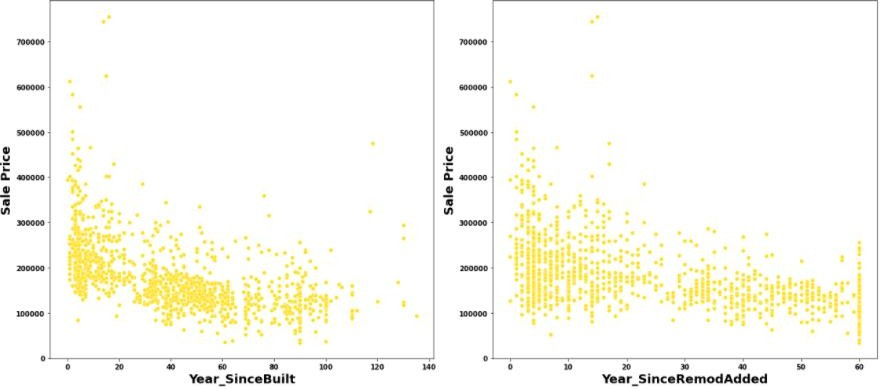 Sale Price
700000
600000
500000
400000
300000
200000
100000
0
0 20 40 60 80 100 120 140
Year_SinceBuilt
Sale Price
700000
600000
500000
400000
300000
200000
100000
0
0 10 20 30 40 50 60
Year_SinceRemodAdded